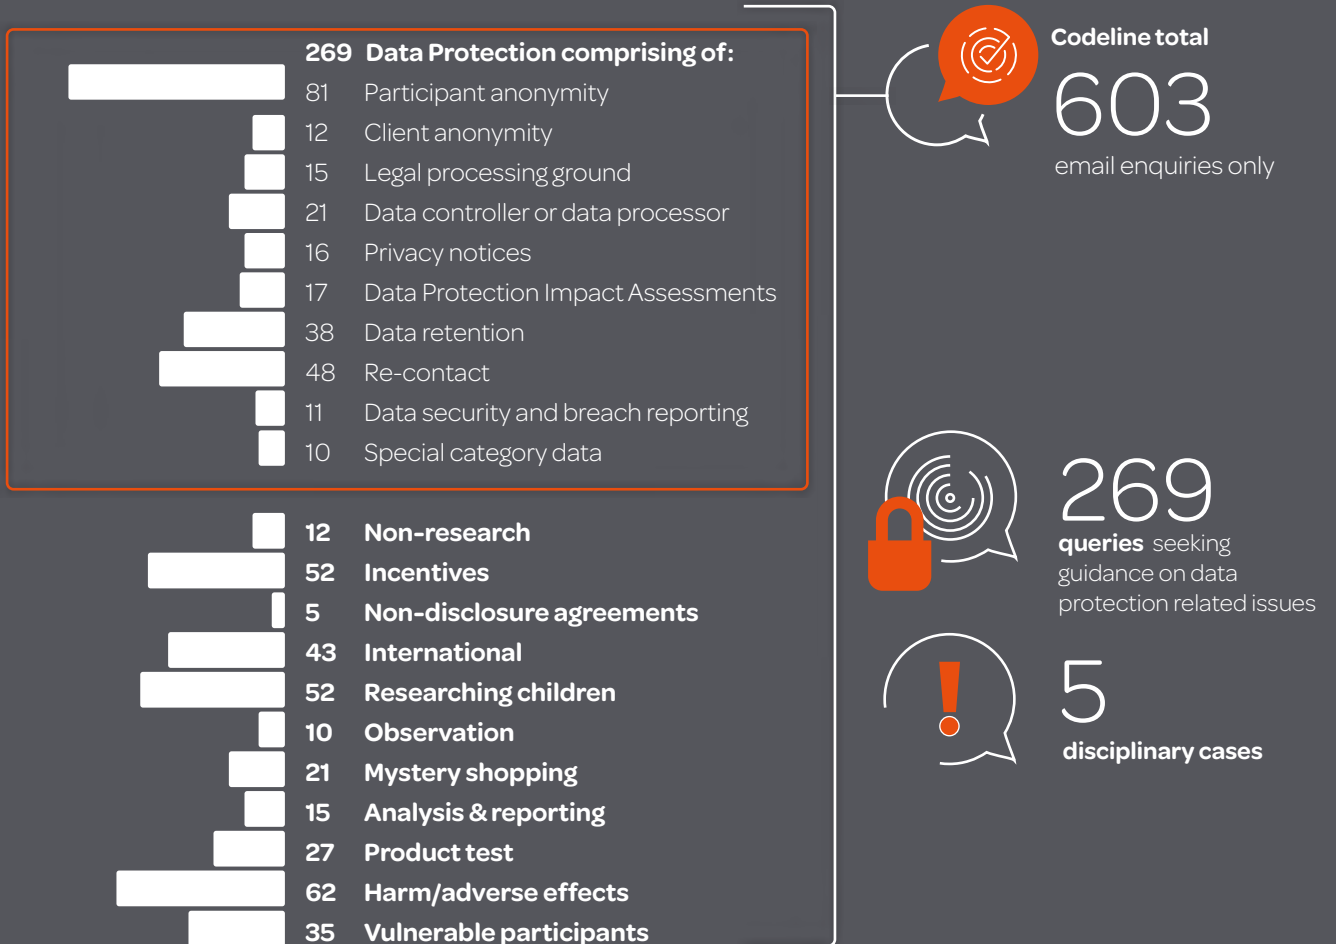 269 Data Protection comprising of:
81 Participant anonymity
12 Client anonymity
15 Legal processing ground
21 Data controller or data processor
16 Privacy notices
17 Data Protection Impact Assessments
38 Data retention
48 Re-contact
11 Data security and breach reporting
10 Special category data
12 Non-research
52 Incentives
5 Non-disclosure agreements
43 International
52 Researching children
10 Observation
21 Mystery shopping
15 Analysis & reporting
27 Product test
62 Harm/adverse effects
35 Vulnerable participants
Codeline total
603
email enquiries only
269
queries seeking
guidance on data
protection related issues
5
disciplinary cases